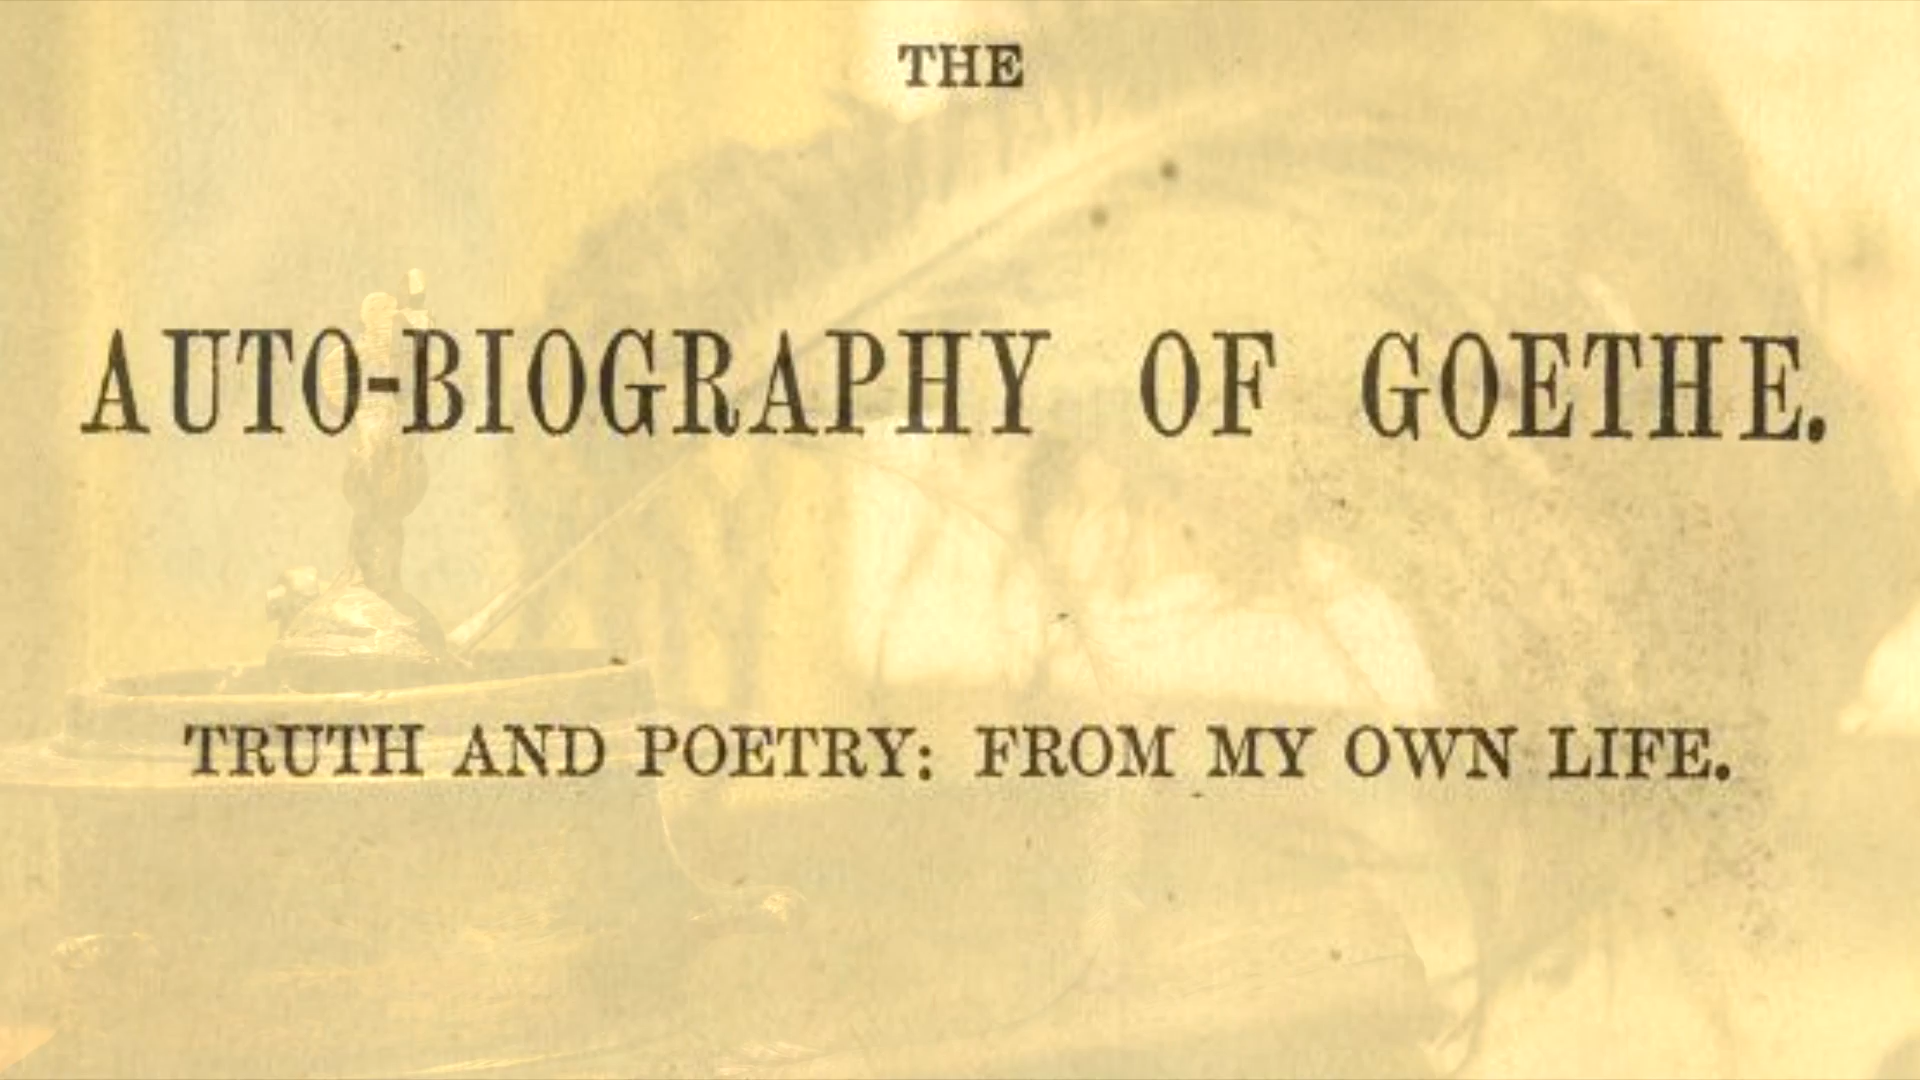 THE
AUTO-BIOGRAPHY OF GOETHE.
TRUTH AND POETRY: FROM MY OWN LIFE.